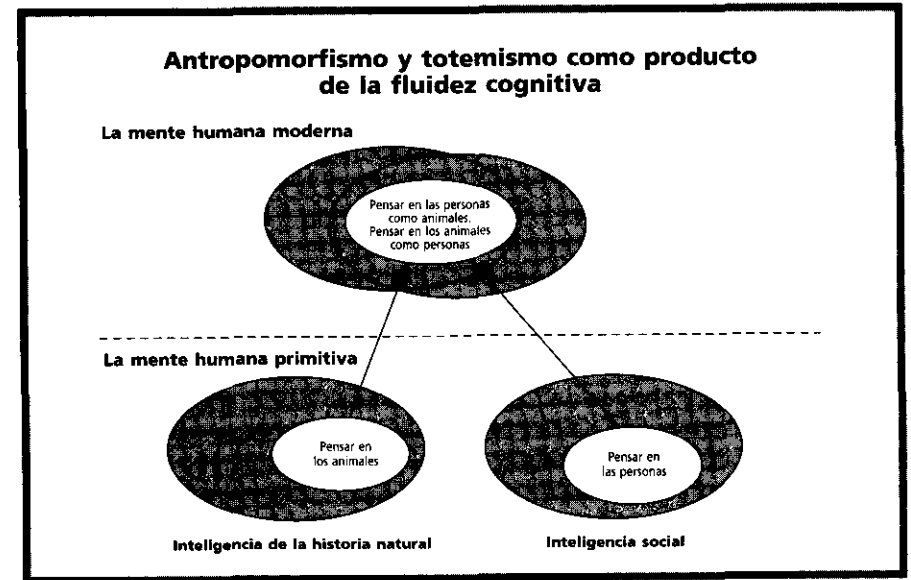 Antropomorfismo y totemismo como producto
de la fluidez cognitiva
La mente humana moderna
Pensar en las personas
como animales.
Pensar en los animales
como personas
La mente humana primitiva
Pensar en
los animales
Pensar en
las personas
Inteligencia de la historia natural
Inteligencia social